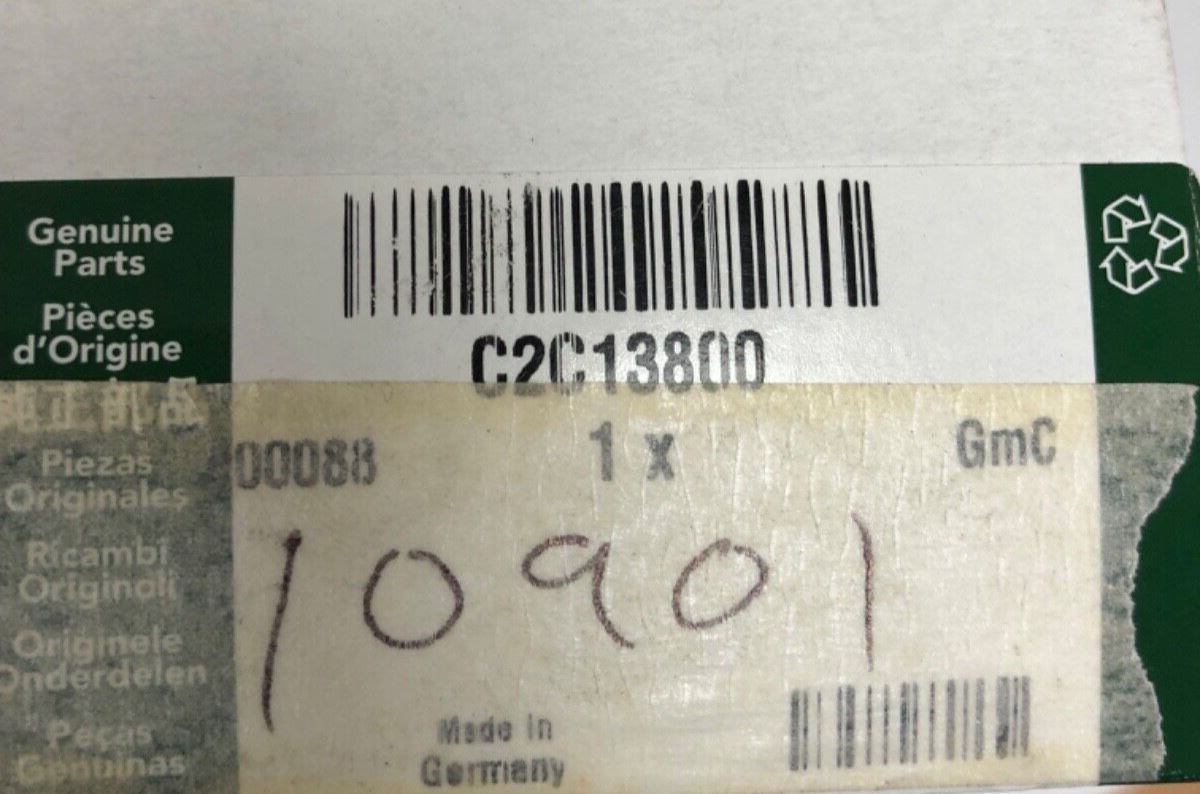 Genuine
Parts
Pièces
d'Origine
Piezas
Originales
Ricambi
Originali
Originele
Onderdelen
Peças
Genuinas
C2C13800
00088
1 x
GmC
10901
Made in
Germany